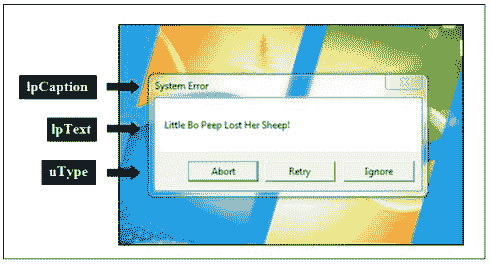 lpCaption
System Error
lpText
Little Bo Peep Lost Her Sheep!
uType
Abort Retry Ignore